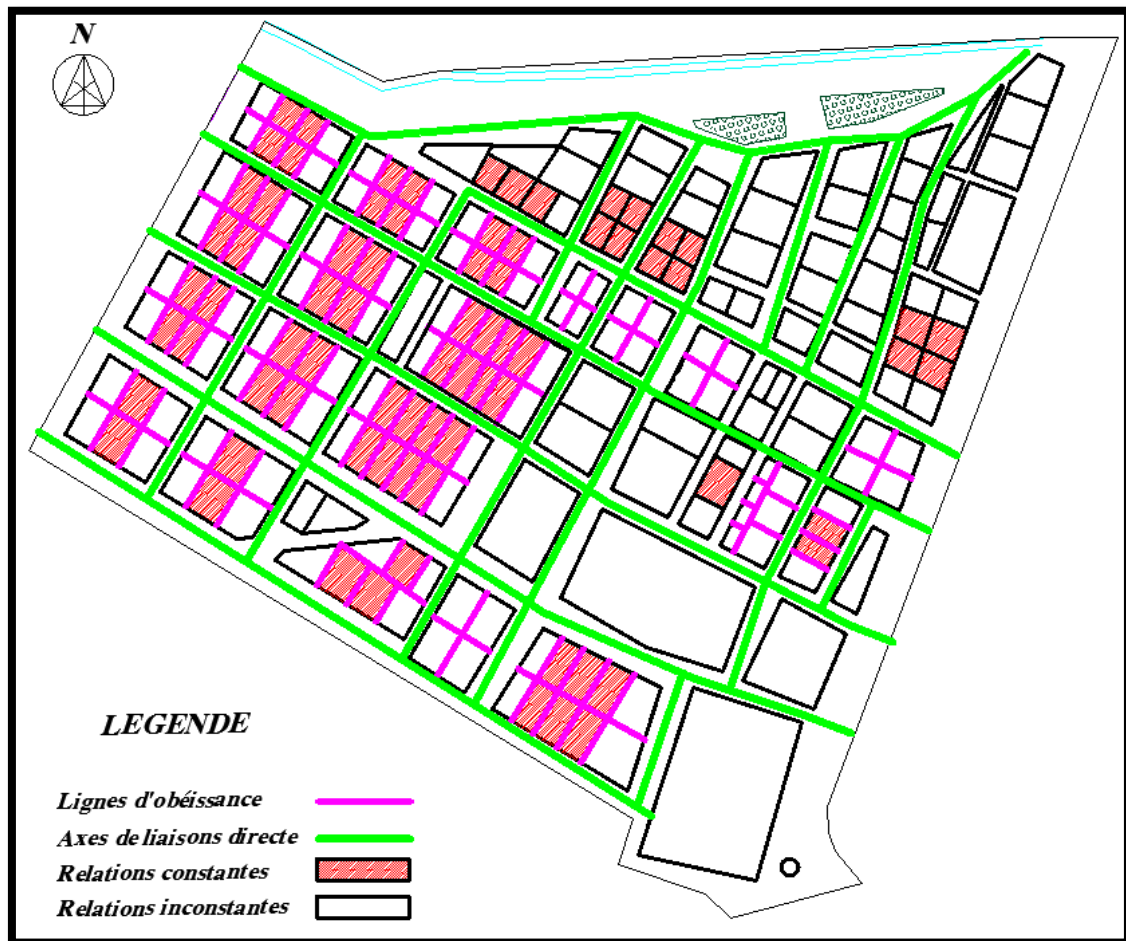 N
LEGENDE
Lignes d'obéissance
Axes de liaisons directe
Relations constantes
Relations inconstantes